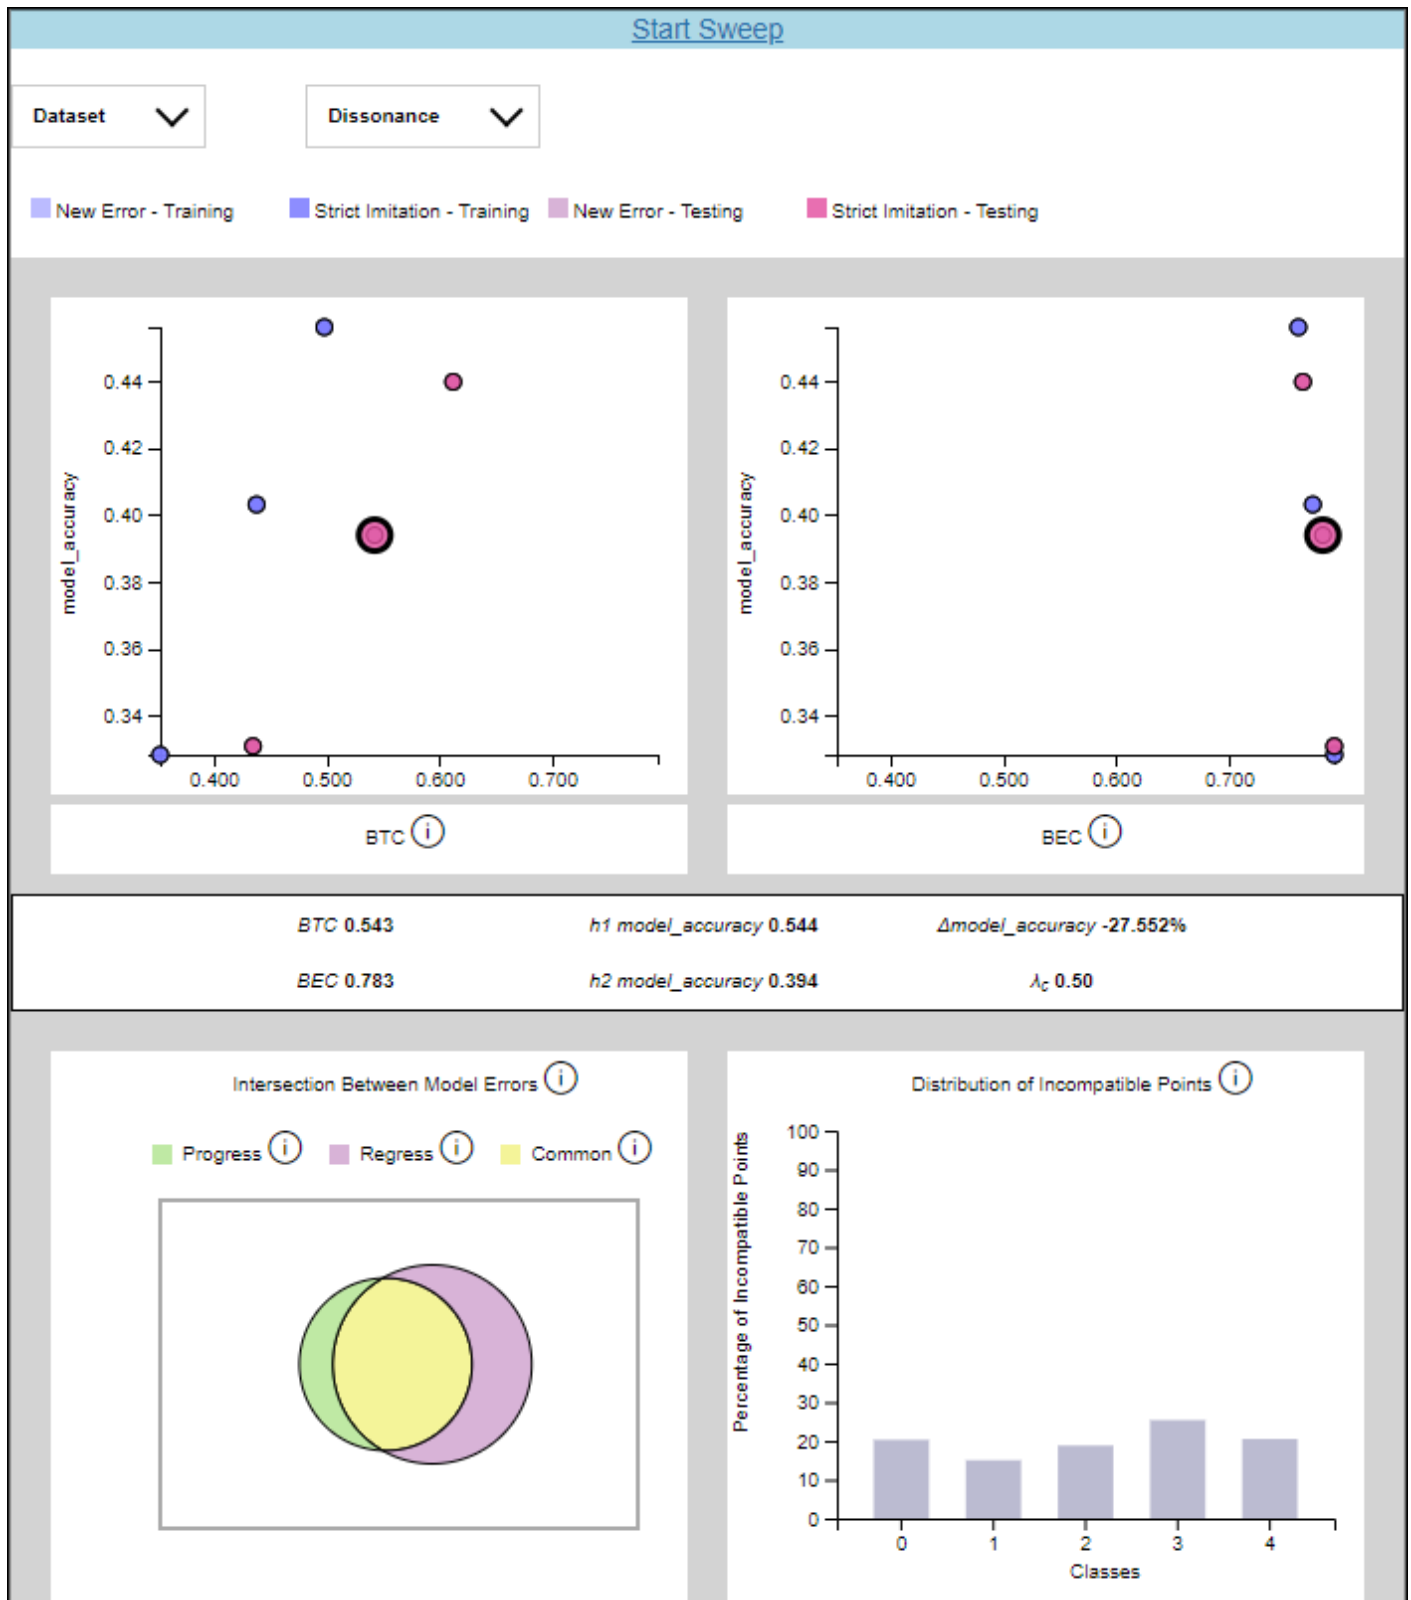 Start Sweep
Dataset
Dissonance
New Error - Training
Strict Imitation - Training
New Error - Testing
Strict Imitation - Testing
model_accuracy
0.44
0.42
0.40
0.38
0.36
0.34
0.400 0.500 0.600 0.700
BTC i
model_accuracy
0.44
0.42
0.40
0.38
0.36
0.34
0.400 0.500 0.600 0.700
BEC i
BTC 0.543
h1 model_accuracy 0.544
Δmodel_accuracy -27.552%
BEC 0.783
h2 model_accuracy 0.394
λc 0.50
Intersection Between Model Errors i
Progress i
Regress i
Common i
Distribution of Incompatible Points i
Percentage of Incompatible Points
100
90
80
70
60
50
40
30
20
10
0
0 1 2 3 4
Classes